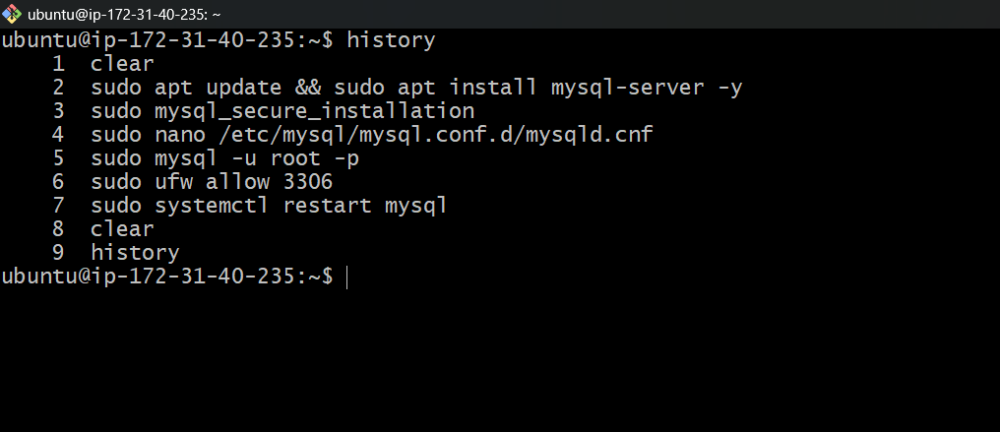 ubuntu@ip-172-31-40-235: ~
ubuntu@ip-172-31-40-235:~$ history
    1  clear
    2  sudo apt update && sudo apt install mysql-server -y
    3  sudo mysql_secure_installation
    4  sudo nano /etc/mysql/mysql.conf.d/mysqld.cnf
    5  sudo mysql -u root -p
    6  sudo ufw allow 3306
    7  sudo systemctl restart mysql
    8  clear
    9  history
ubuntu@ip-172-31-40-235:~$